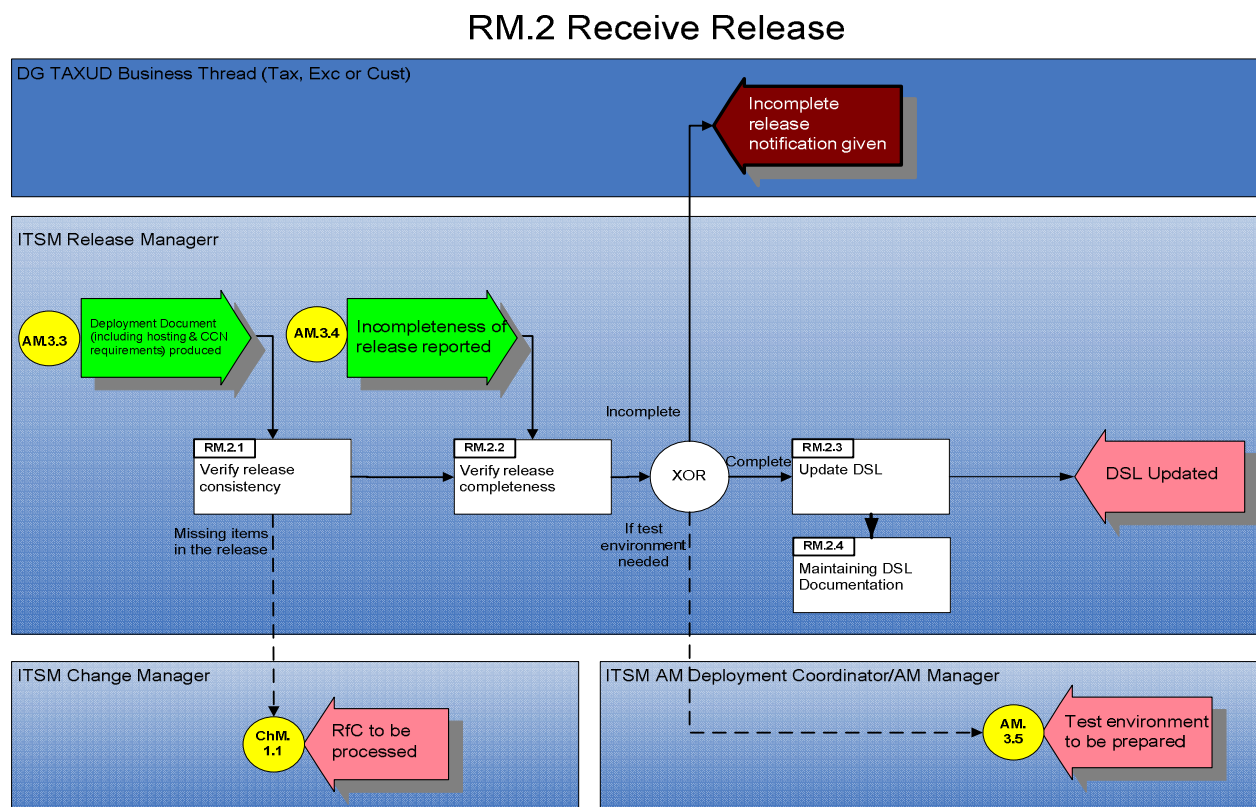 RM.2 Receive Release
DG TAXUD Business Thread (Tax, Exc or Cust)
Incomplete
release
notification given
ITSM Release Managerr
AM.3.3
Deployment Document
(including hosting & CCN
requirements) produced
AM.3.4
Incompleteness of
release reported
Incomplete
RM.2.1
Verify release
consistency
RM.2.2
Verify release
completeness
XOR
Complete
RM.2.3
Update DSL
DSL Updated
Missing items
in the release
If test
environment
needed
RM.2.4
Maintaining DSL
Documentation
ITSM Change Manager
ChM.
1.1
RfC to be
processed
ITSM AM Deployment Coordinator/AM Manager
AM.
3.5
Test environment
to be prepared